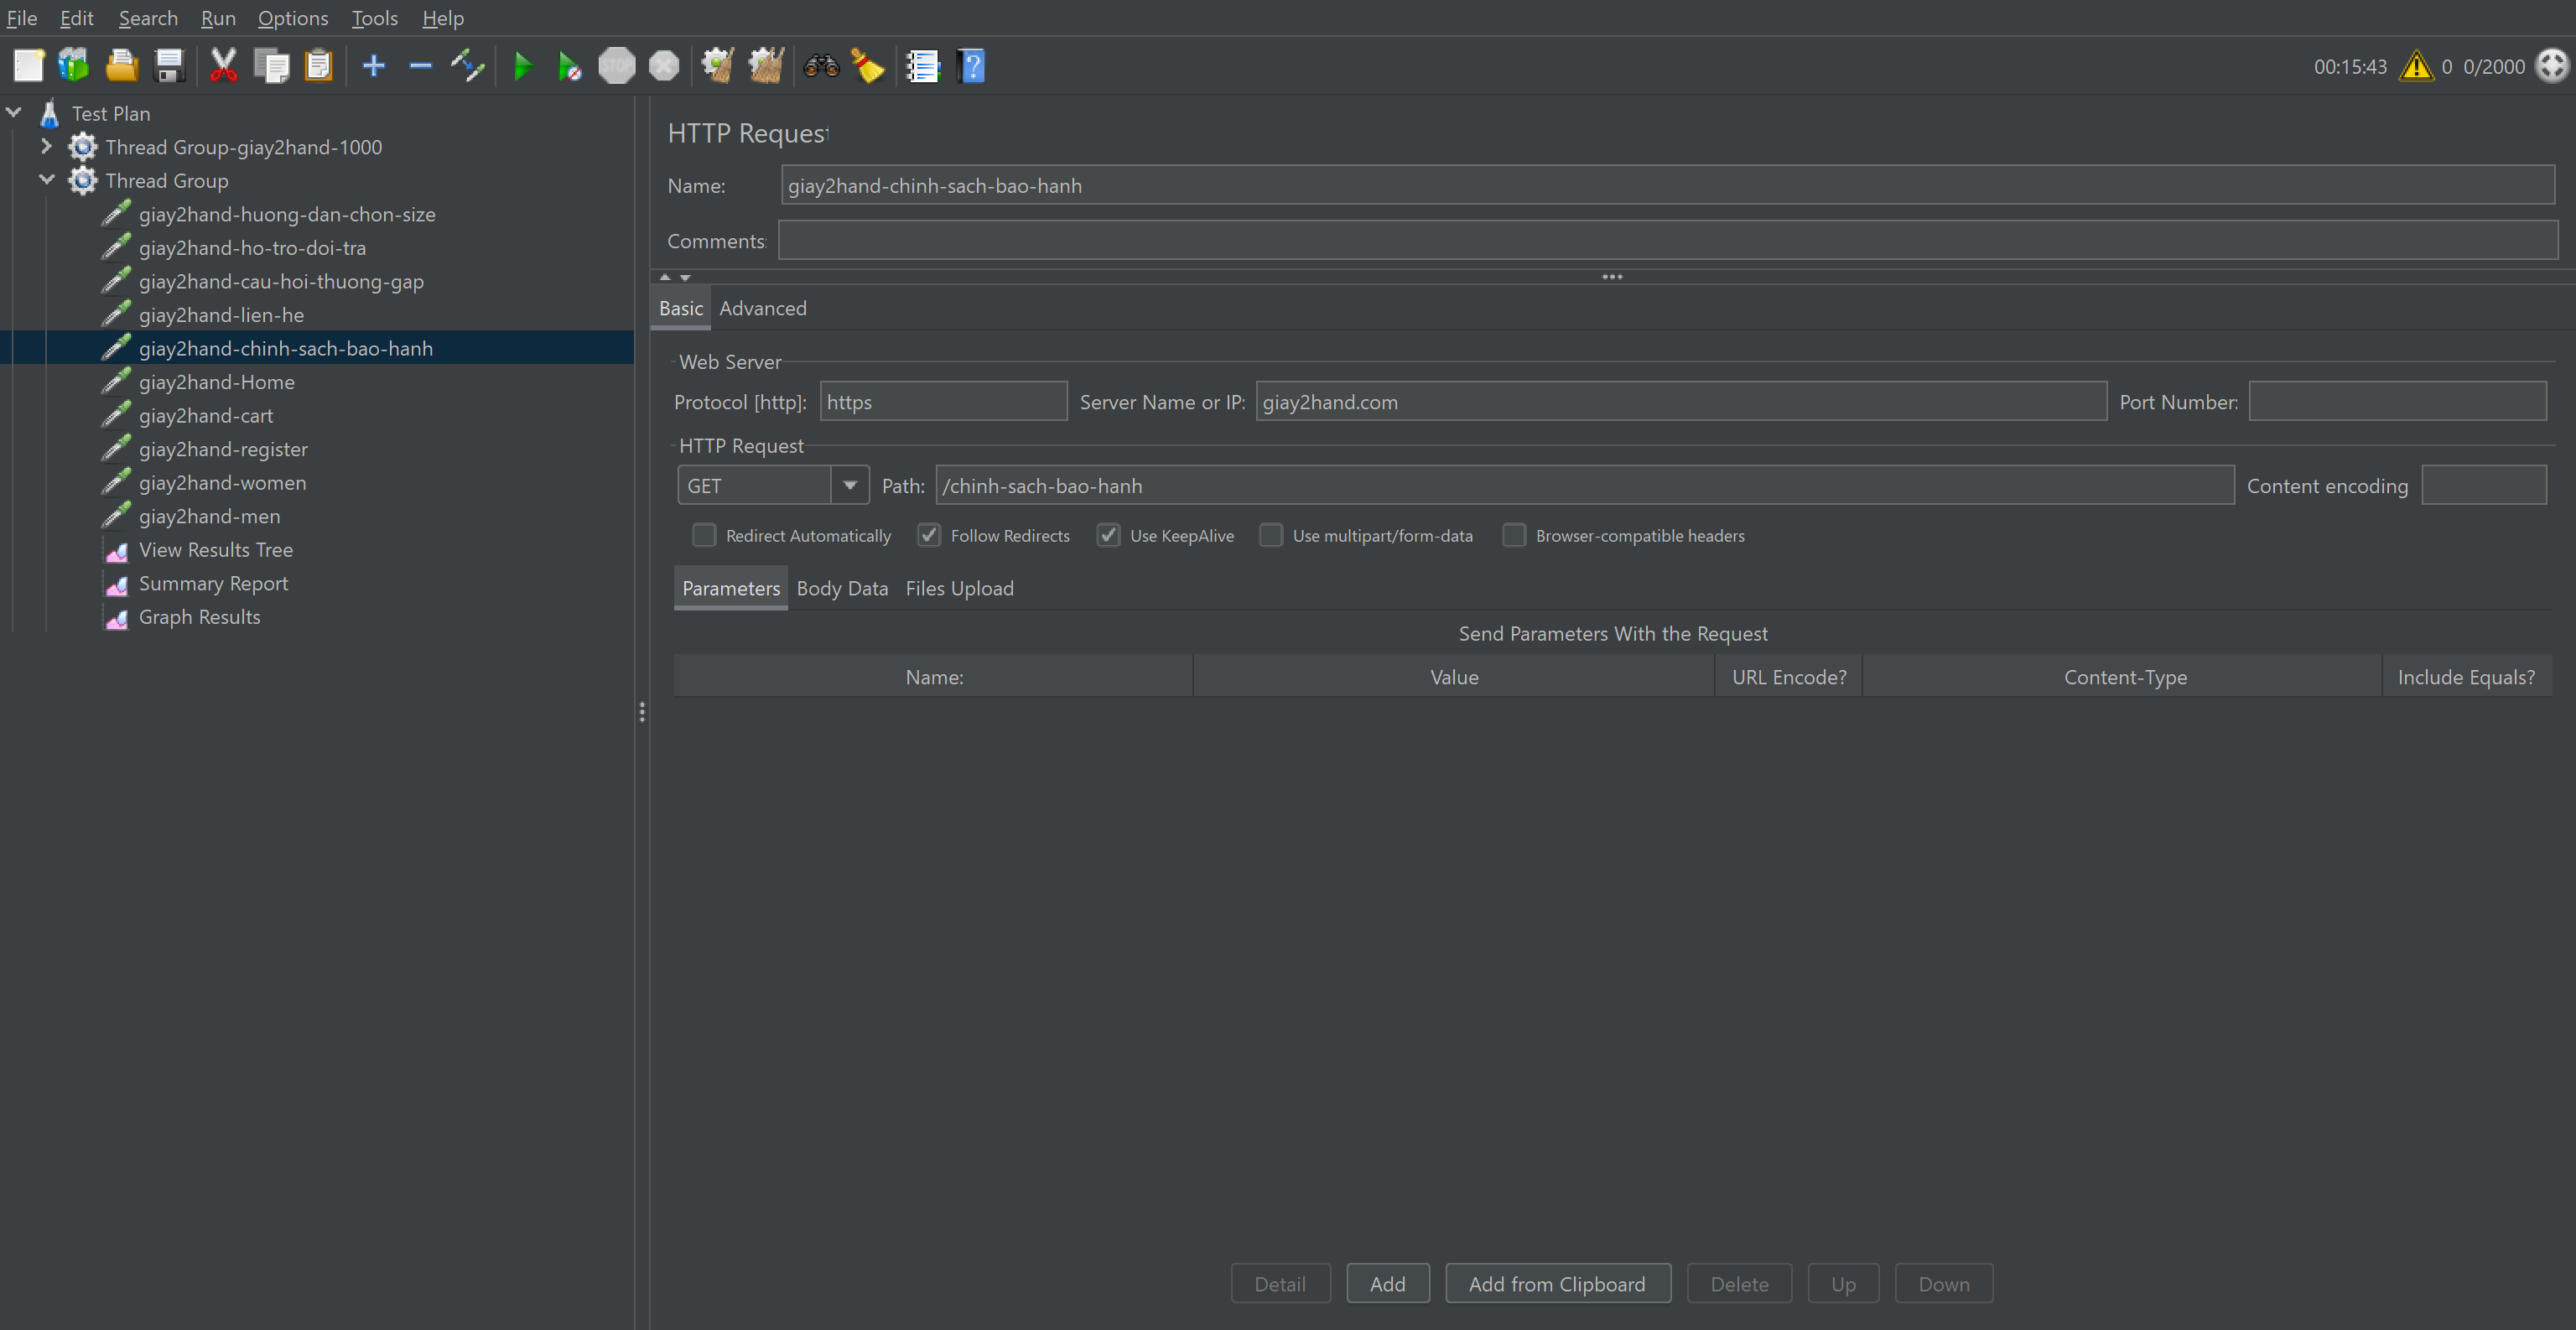 File Edit Search Run Options Tools Help
STOP
00:15:43 0 0/2000
Test Plan
Thread Group-giay2hand-1000
Thread Group
giay2hand-huong-dan-chon-size
giay2hand-ho-tro-doi-tra
giay2hand-cau-hoi-thuong-gap
giay2hand-lien-he
giay2hand-chinh-sach-bao-hanh
giay2hand-Home
giay2hand-cart
giay2hand-register
giay2hand-women
giay2hand-men
View Results Tree
Summary Report
Graph Results
HTTP Request
Name: giay2hand-chinh-sach-bao-hanh
Comments:
Basic Advanced
Web Server
Protocol [http]: https Server Name or IP: giay2hand.com Port Number:
HTTP Request
GET Path: /chinh-sach-bao-hanh Content encoding
Redirect Automatically Follow Redirects Use KeepAlive Use multipart/form-data Browser-compatible headers
Parameters Body Data Files Upload
Send Parameters With the Request
Name: Value URL Encode? Content-Type Include Equals?
Detail Add Add from Clipboard Delete Up Down